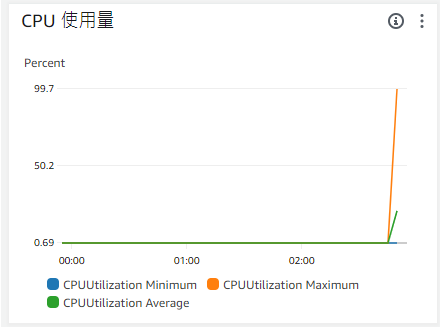 CPU 使用量
Percent
99.7
50.2
0.69
00:00 01:00 02:00
CPUUtilization Minimum CPUUtilization Maximum
CPUUtilization Average